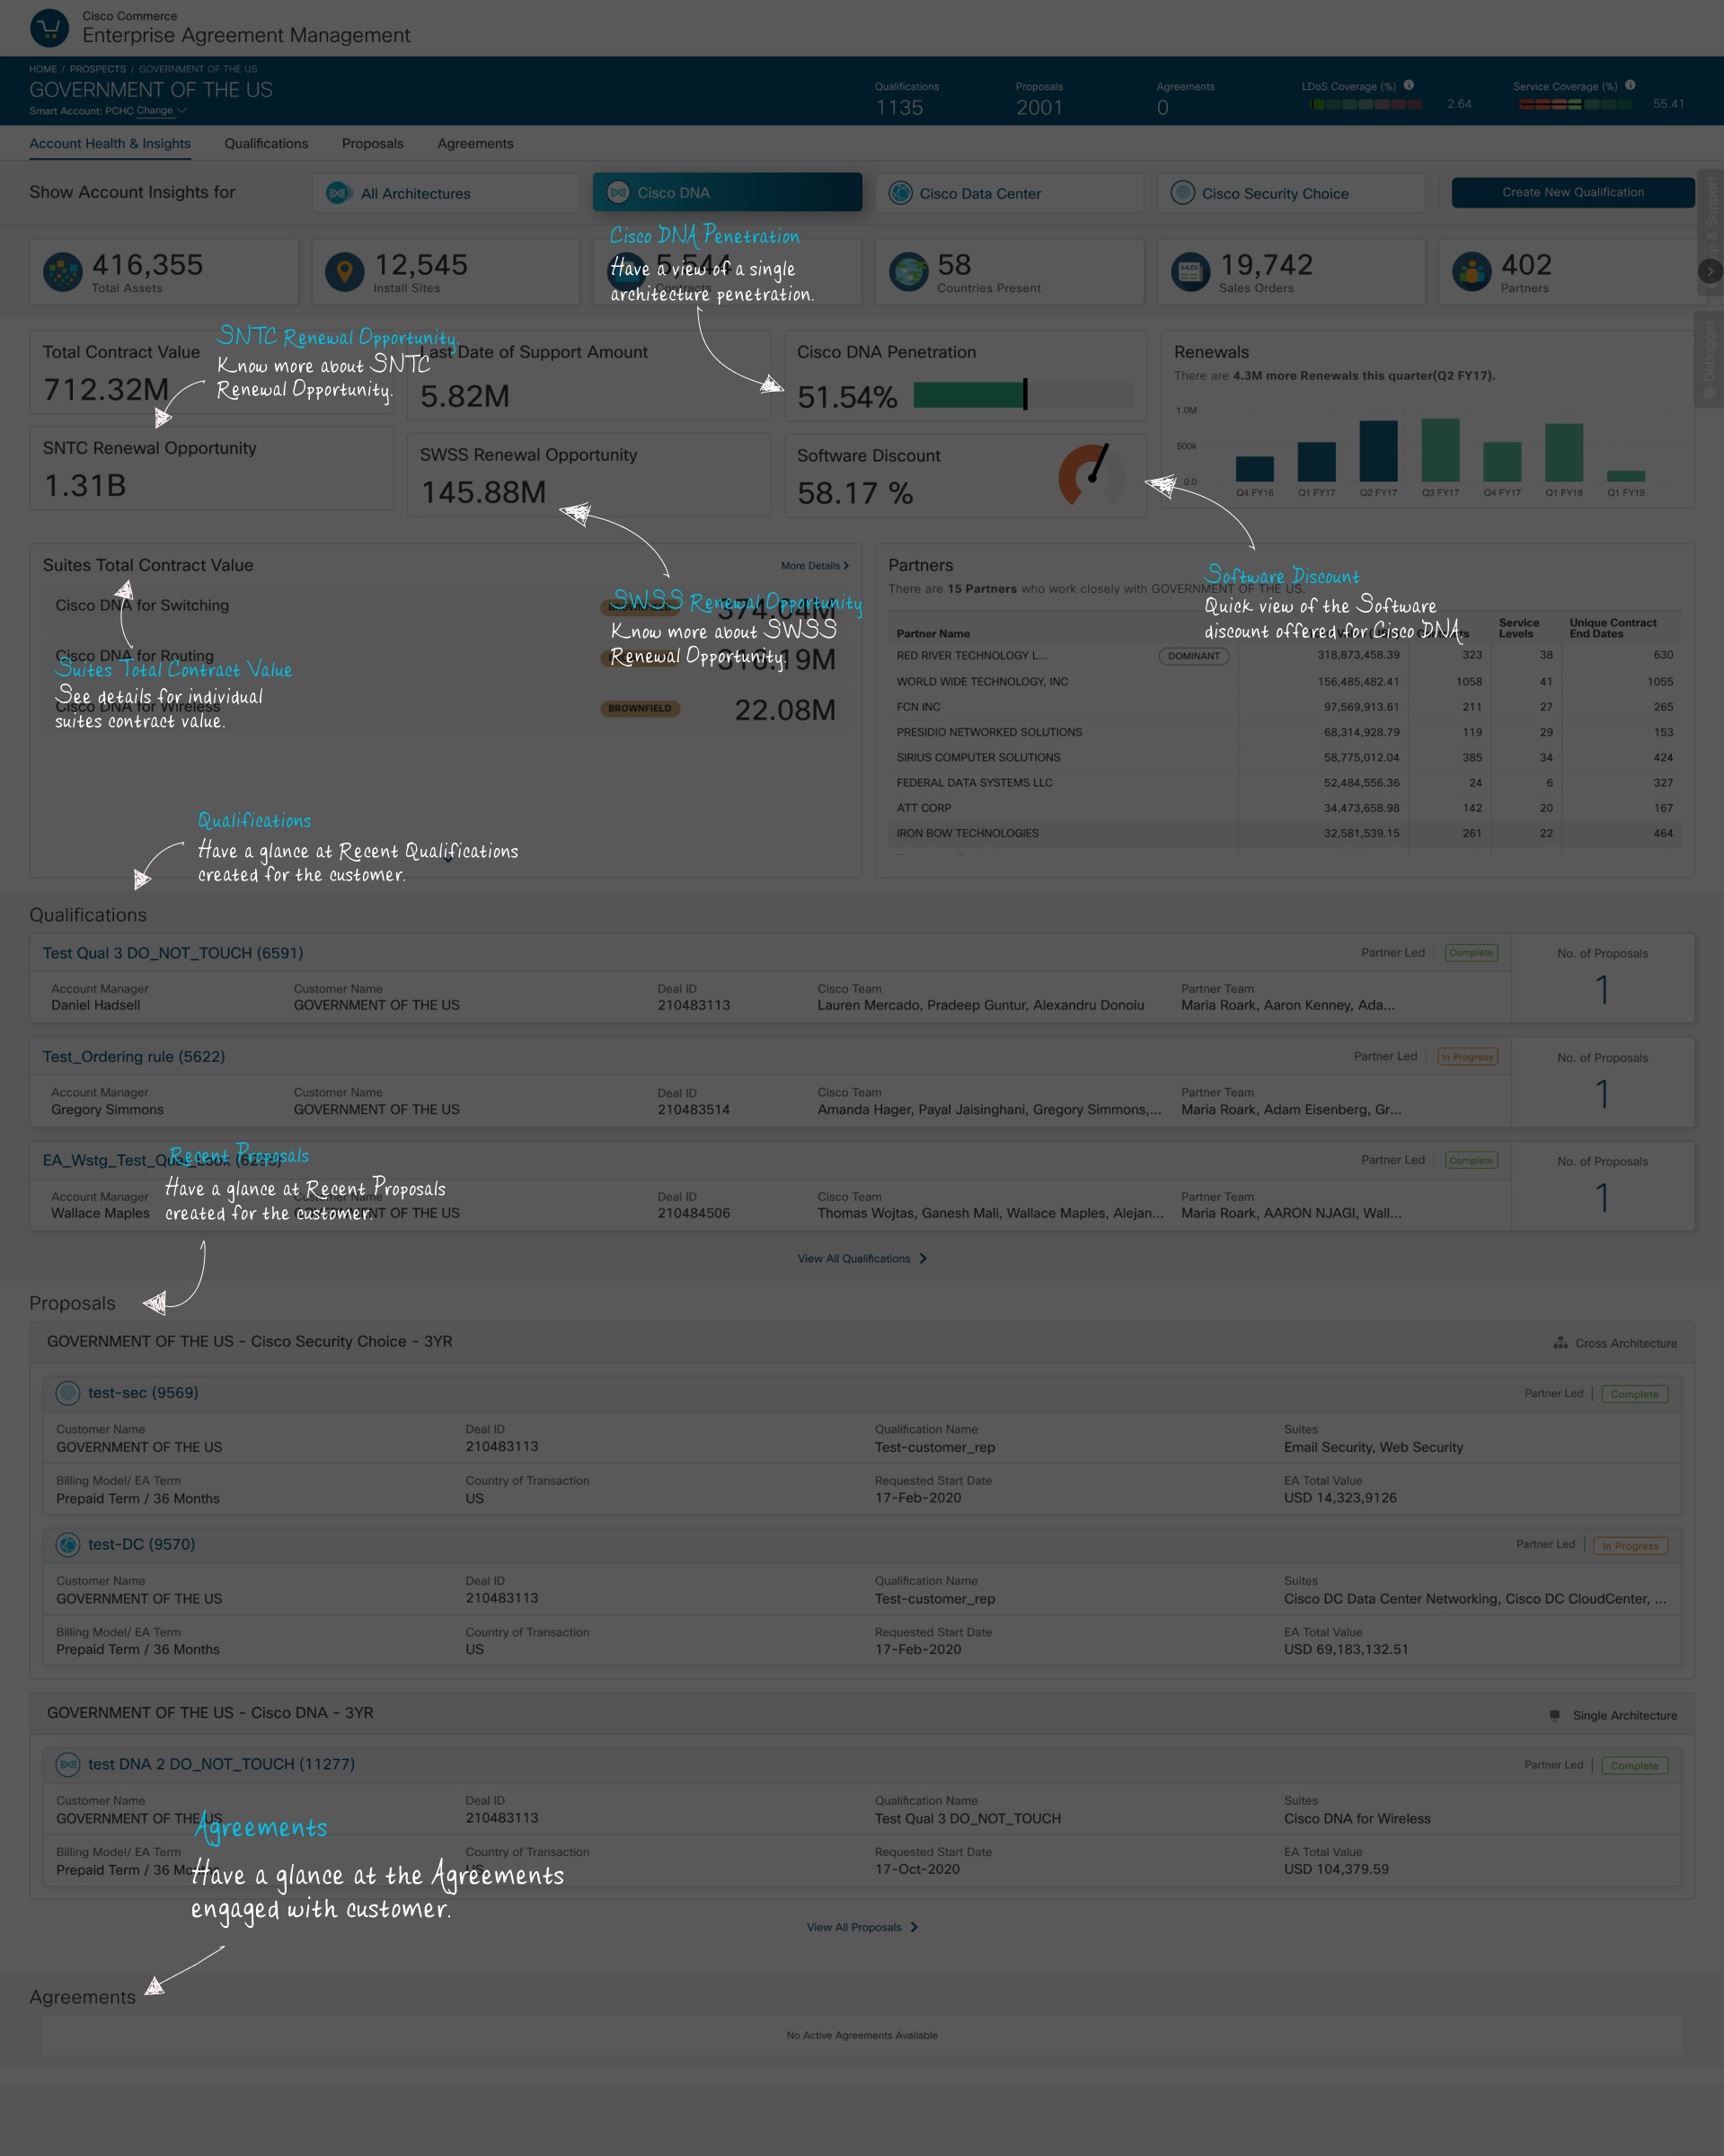 Cisco Commerce
Enterprise Agreement Management
HOME / PROSPECTS / GOVERNMENT OF THE US
GOVERNMENT OF THE US
Smart Account: PCHC Change
Qualifications
1135
Proposals
2001
Agreements
0
LDoS Coverage (%)
2.64
Service Coverage (%)
55.41
Account Health & Insights Qualifications Proposals Agreements
Show Account Insights for
All Architectures
Cisco DNA
Cisco Data Center
Cisco Security Choice
Create New Qualification
& Support
Debugger
416,355
Total Assets
12,545
Install Sites
5,544
Contracts
58
Countries Present
19,742
Sales Orders
402
Partners
Cisco DNA Penetration
Have a view of a single
architecture penetration.
Total Contract Value
712.32M
SNTC Renewal Opportunity
Know more about SNTC
Renewal Opportunity.
Last Date of Support Amount
5.82M
Cisco DNA Penetration
51.54%
SNTC Renewal Opportunity
1.31B
SWSS Renewal Opportunity
145.88M
Software Discount
58.17 %
Renewals
There are 4.3M more Renewals this quarter(Q2 FY17).
1.0M
500k
0.0
Q4 FY16 Q1 FY17 Q2 FY17 Q3 FY17 Q4 FY17 Q1 FY18 Q1 FY19
Suites Total Contract Value
More Details
Cisco DNA for Switching
374.04M
SWSS Renewal Opportunity
Know more about SWSS
Renewal Opportunity.
Cisco DNA for Routing
316.19M
Suites Total Contract Value
See details for individual
suites contract value.
Cisco DNA for Wireless
BROWNFIELD
22.08M
Partners
There are 15 Partners who work closely with GOVERNMENT OF THE US.
Software Discount
Quick view of the Software
discount offered for Cisco DNA
Partner Name Service Levels Unique Contract End Dates
RED RIVER TECHNOLOGY L... DOMINANT 318,873,458.39 323 38 630
WORLD WIDE TECHNOLOGY, INC 156,485,482.41 1058 41 1055
FCN INC 97,569,913.61 211 27 265
PRESIDIO NETWORKED SOLUTIONS 68,314,928.79 119 29 153
SIRIUS COMPUTER SOLUTIONS 58,775,012.04 385 34 424
FEDERAL DATA SYSTEMS LLC 52,484,556.36 24 6 327
ATT CORP 34,473,658.98 142 20 167
IRON BOW TECHNOLOGIES 32,581,539.15 261 22 464
Qualifications
Have a glance at Recent Qualifications
created for the customer.
Qualifications
Test Qual 3 DO_NOT_TOUCH (6591)
Partner Led Complete
No. of Proposals
1
Account Manager Customer Name Deal ID Cisco Team Partner Team
Daniel Hadsell GOVERNMENT OF THE US 210483113 Lauren Mercado, Pradeep Guntur, Alexandru Donoiu Maria Roark, Aaron Kenney, Ada...
Test_Ordering rule (5622)
Partner Led In Progress
No. of Proposals
1
Account Manager Customer Name Deal ID Cisco Team Partner Team
Gregory Simmons GOVERNMENT OF THE US 210483514 Amanda Hager, Payal Jaisinghani, Gregory Simmons,... Maria Roark, Adam Eisenberg, Gr...
Recent Proposals
Have a glance at Recent Proposals
created for the customer.
Partner Led Complete
No. of Proposals
1
Account Manager Customer Name Deal ID Cisco Team Partner Team
Wallace Maples GOVERNMENT OF THE US 210484506 Thomas Wojtas, Ganesh Mali, Wallace Maples, Alejan... Maria Roark, AARON NJAGI, Wall...
View All Qualifications
Proposals
GOVERNMENT OF THE US - Cisco Security Choice - 3YR
Cross Architecture
test-sec (9569)
Partner Led Complete
Customer Name Deal ID Qualification Name Suites
GOVERNMENT OF THE US 210483113 Test-customer_rep Email Security, Web Security
Billing Model/ EA Term Country of Transaction Requested Start Date EA Total Value
Prepaid Term / 36 Months US 17-Feb-2020 USD 14,323,9126
test-DC (9570)
Partner Led In Progress
Customer Name Deal ID Qualification Name Suites
GOVERNMENT OF THE US 210483113 Test-customer_rep Cisco DC Data Center Networking, Cisco DC CloudCenter, ...
Billing Model/ EA Term Country of Transaction Requested Start Date EA Total Value
Prepaid Term / 36 Months US 17-Feb-2020 USD 69,183,132.51
GOVERNMENT OF THE US - Cisco DNA - 3YR
Single Architecture
test DNA 2 DO_NOT_TOUCH (11277)
Partner Led Complete
Customer Name Deal ID Qualification Name Suites
GOVERNMENT OF THE US 210483113 Test Qual 3 DO_NOT_TOUCH Cisco DNA for Wireless
Agreements
Billing Model/ EA Term Country of Transaction Requested Start Date EA Total Value
Prepaid Term / 36 Months US 17-Oct-2020 USD 104,379.59
Have a glance at the Agreements
engaged with customer.
View All Proposals
Agreements
No Active Agreements Available